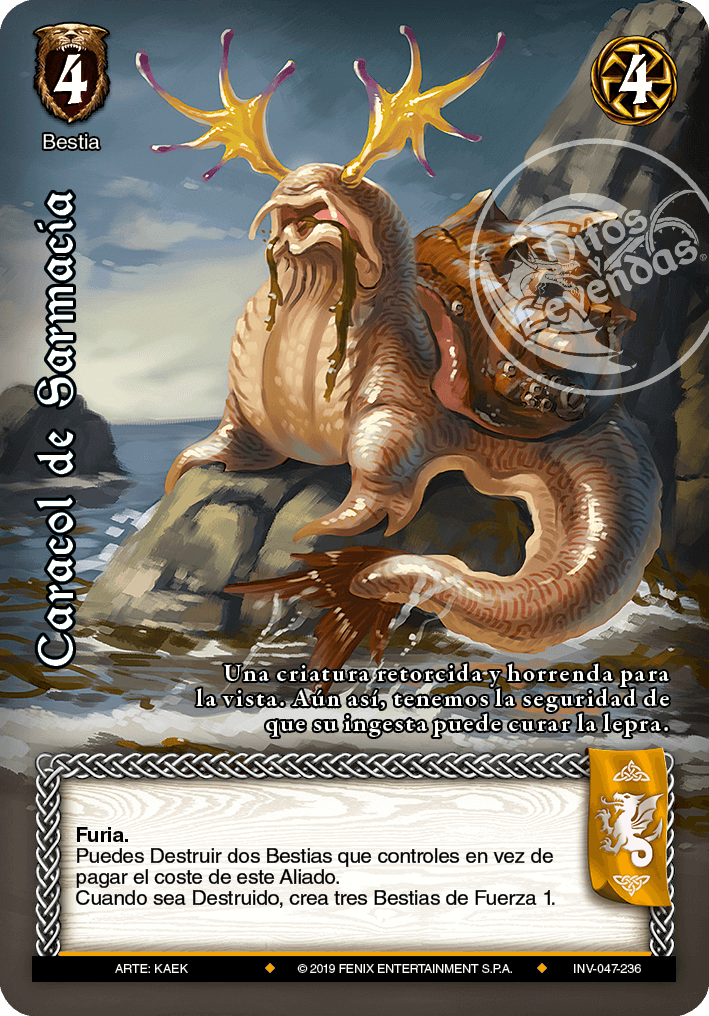 4
4
Bestia
Mitos
y
Leyendas®
Caracol de Sarmacia
Una criatura retorcida y horrenda para
la vista. Aún así, tenemos la seguridad de
que su ingesta puede curar la lepra.
Furia.
Puedes Destruir dos Bestias que controles en vez de
pagar el coste de este Aliado.
Cuando sea Destruido, crea tres Bestias de Fuerza 1.
ARTE: KAEK © 2019 FENIX ENTERTAINMENT S.P.A. INV-047-236